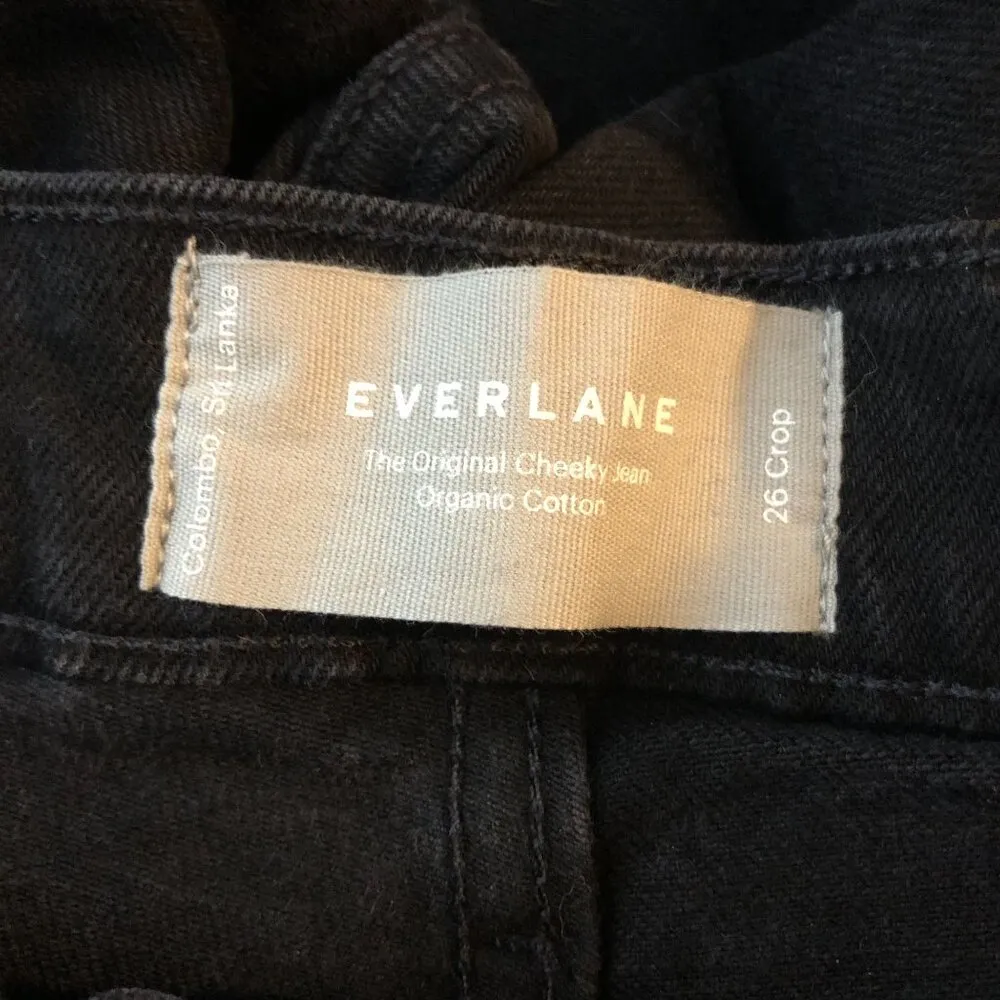 Colombo, Sri Lanka
EVERLANE
The Original Cheeky Jean
Organic Cotton
26 Crop